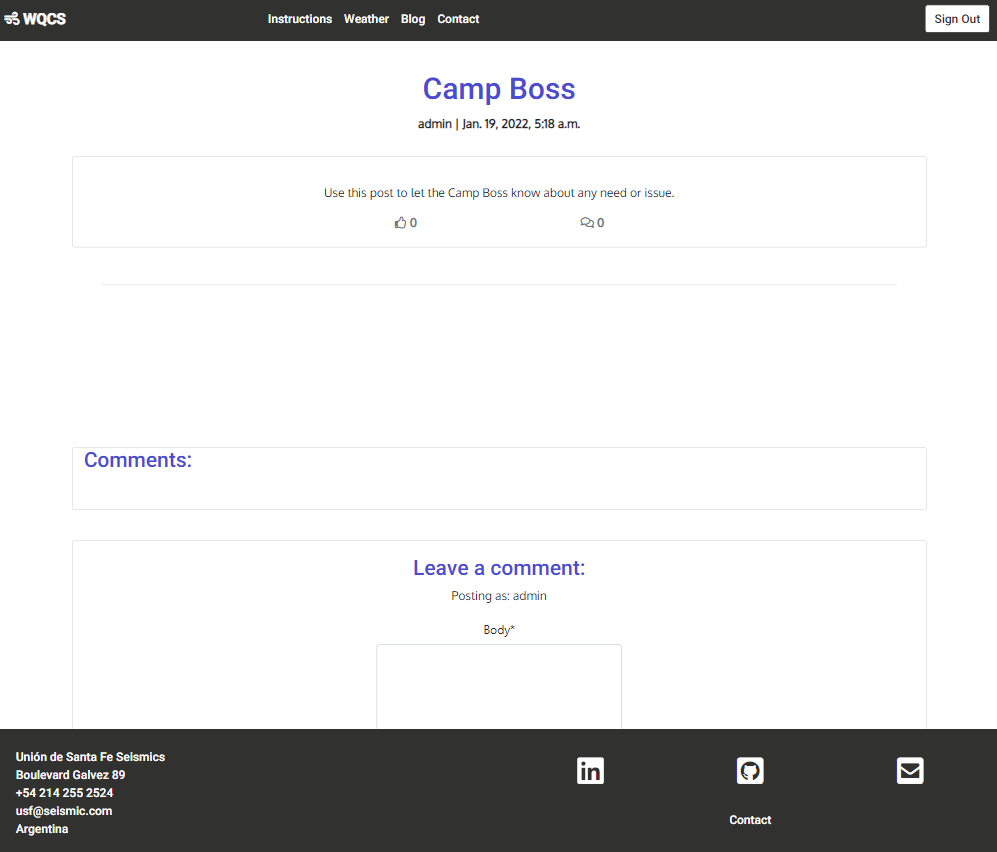 WQCS
Instructions Weather Blog Contact
Sign Out
Camp Boss
admin | Jan. 19, 2022, 5:18 a.m.
Use this post to let the Camp Boss know about any need or issue.
0 0
Comments:
Leave a comment:
Posting as: admin
Body*
Unión de Santa Fe Seismics
Boulevard Galvez 89
+54 214 255 2524
usf@seismic.com
Argentina
in
Contact